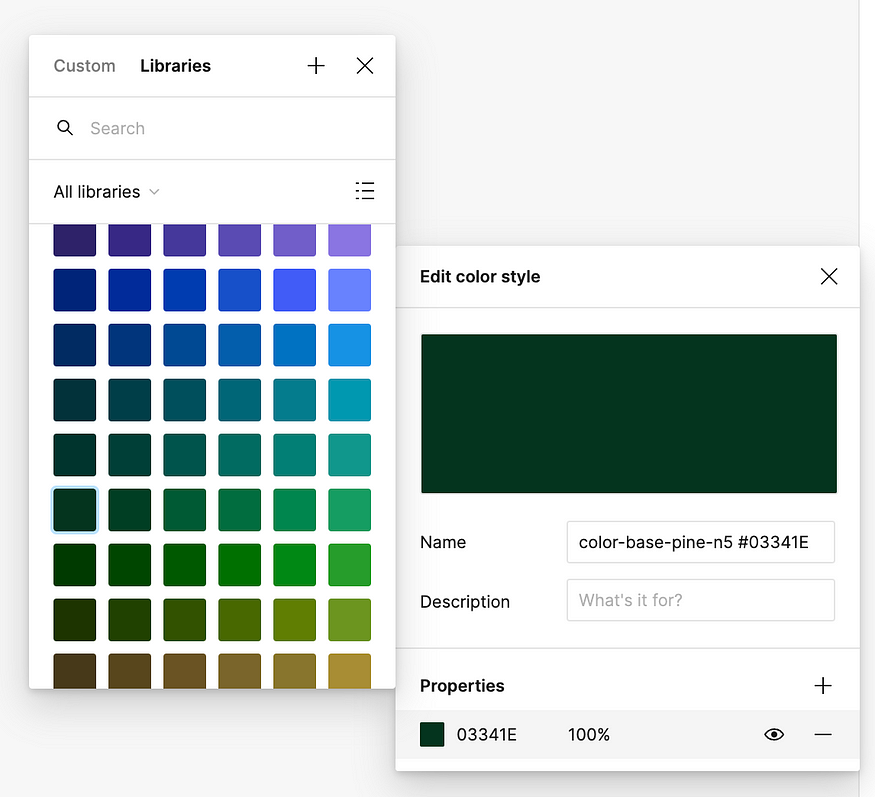 Custom Libraries
Search
All libraries
Edit color style
Name color-base-pine-n5 #03341E
Description What's it for?
Properties
03341E 100%